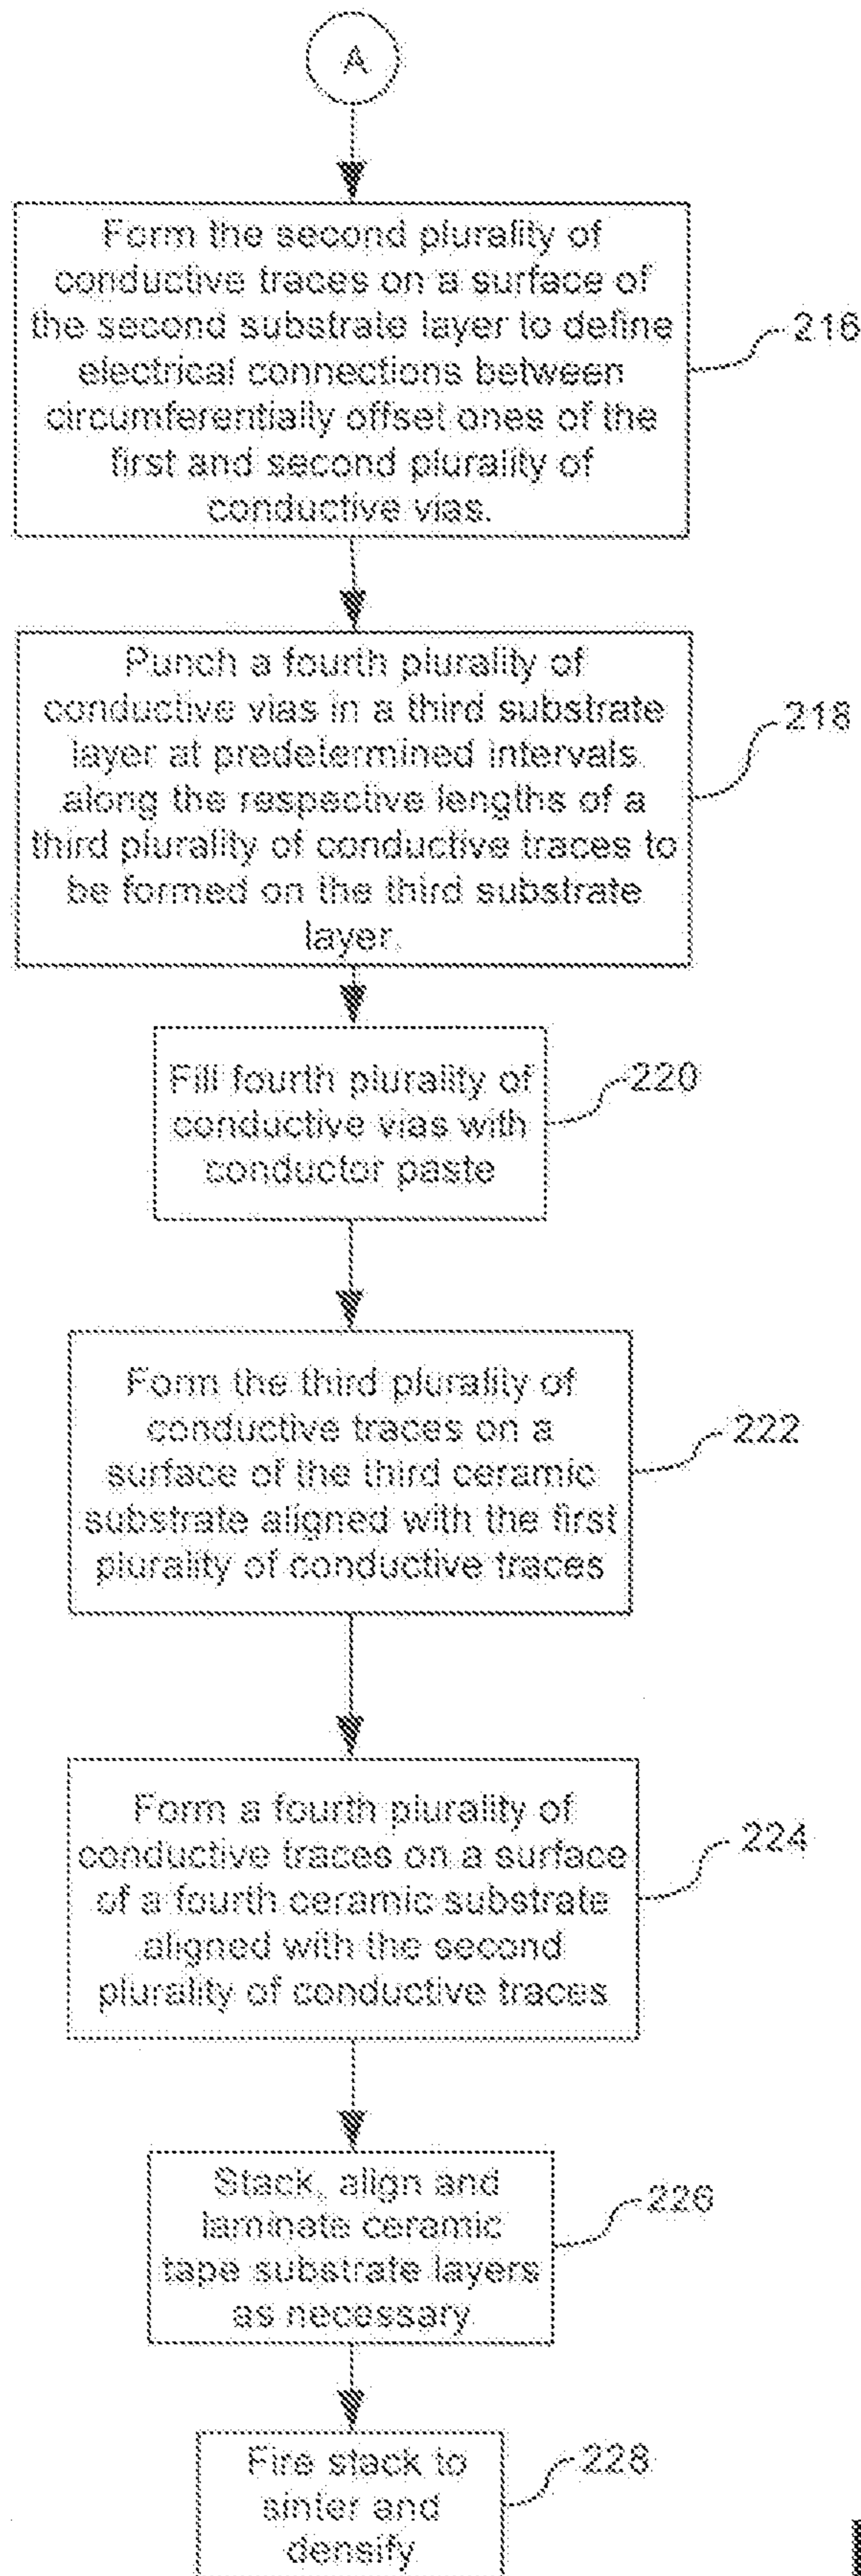 A
Form the second plurality of
conductive traces on a surface of
the second substrate layer to define
electrical connections between
circumferentially offset ones of the
first and second plurality of
conductive vias.
216
Punch a fourth plurality of
conductive vias in a third substrate
layer at predetermined intervals
along the respective lengths of a
third plurality of conductive traces to
be formed on the third substrate
layer.
218
Fill fourth plurality of
conductive vias with
conductor paste
220
Form the third plurality of
conductive traces on a
surface of the third ceramic
substrate aligned with the first
plurality of conductive traces
222
Form a fourth plurality of
conductive traces on a surface
of a fourth ceramic substrate
aligned with the second
plurality of conductive traces
224
Stack, align and
laminate ceramic
tape substrate layers
as necessary
226
Fire stack to
sinter and
densify
228